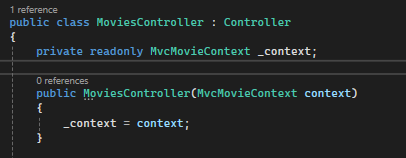 1 reference
public class MoviesController : Controller
{
private readonly MvcMovieContext _context;
0 references
public MoviesController(MvcMovieContext context)
{
_context = context;
}